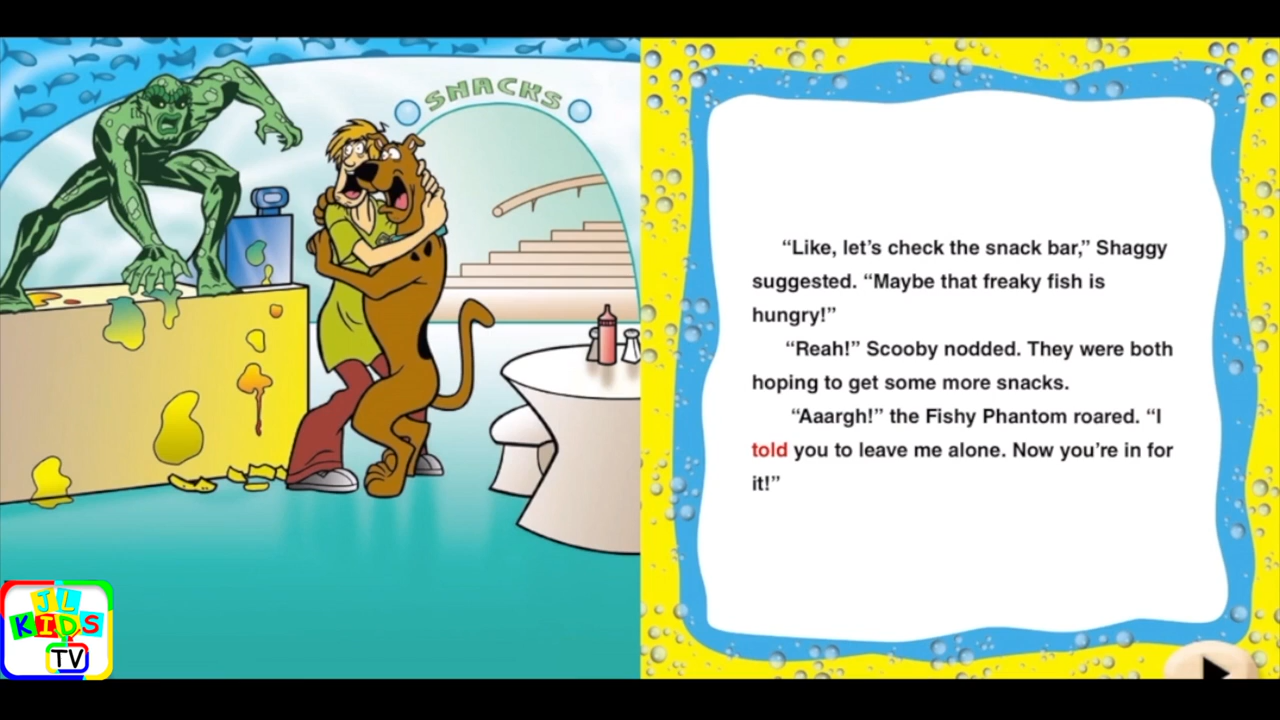 SNACKS
“Like, let’s check the snack bar,” Shaggy
suggested. “Maybe that freaky fish is
hungry!”
“Reah!” Scooby nodded. They were both
hoping to get some more snacks.
“Aaargh!” the Fishy Phantom roared. “I
told you to leave me alone. Now you’re in for
it!”
JL
KIDS
TV